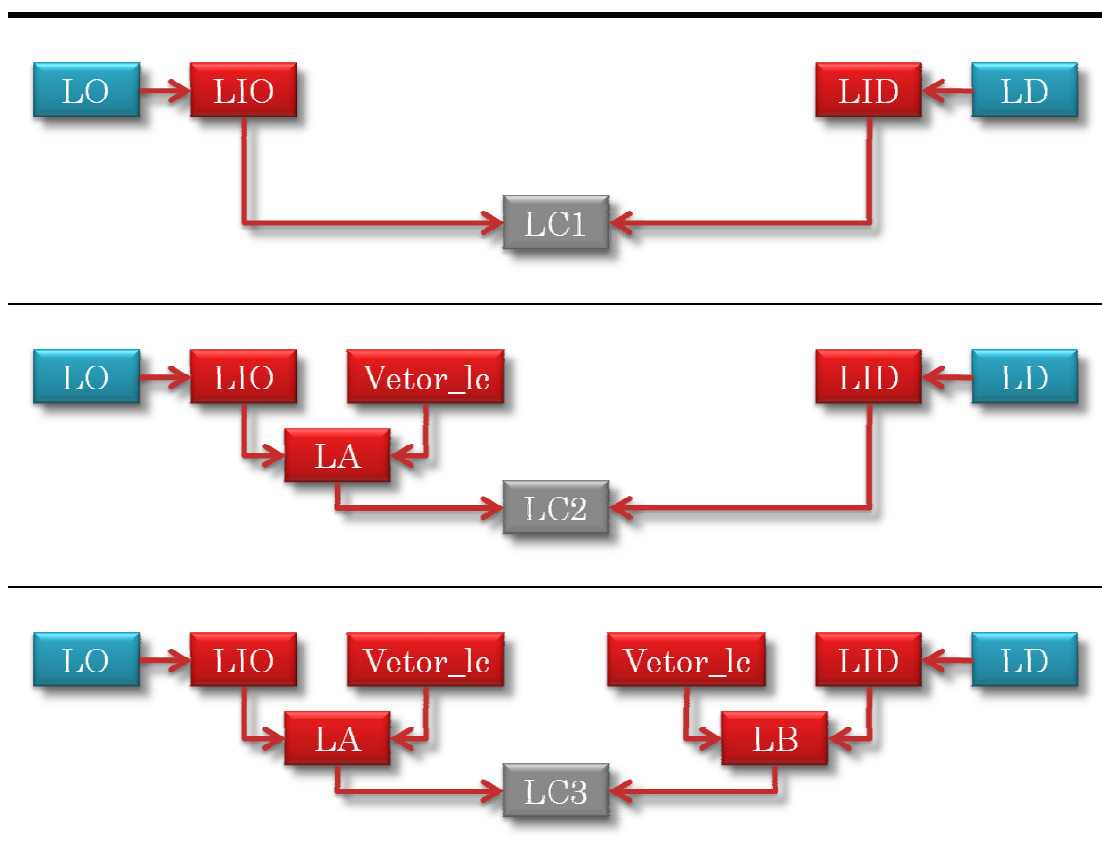 LO LIO LID LD
LC1
LO LIO Vetor_lc LID LD
LA
LC2
LO LIO Vetor_lc Vetor_lc LID LD
LA LB
LC3